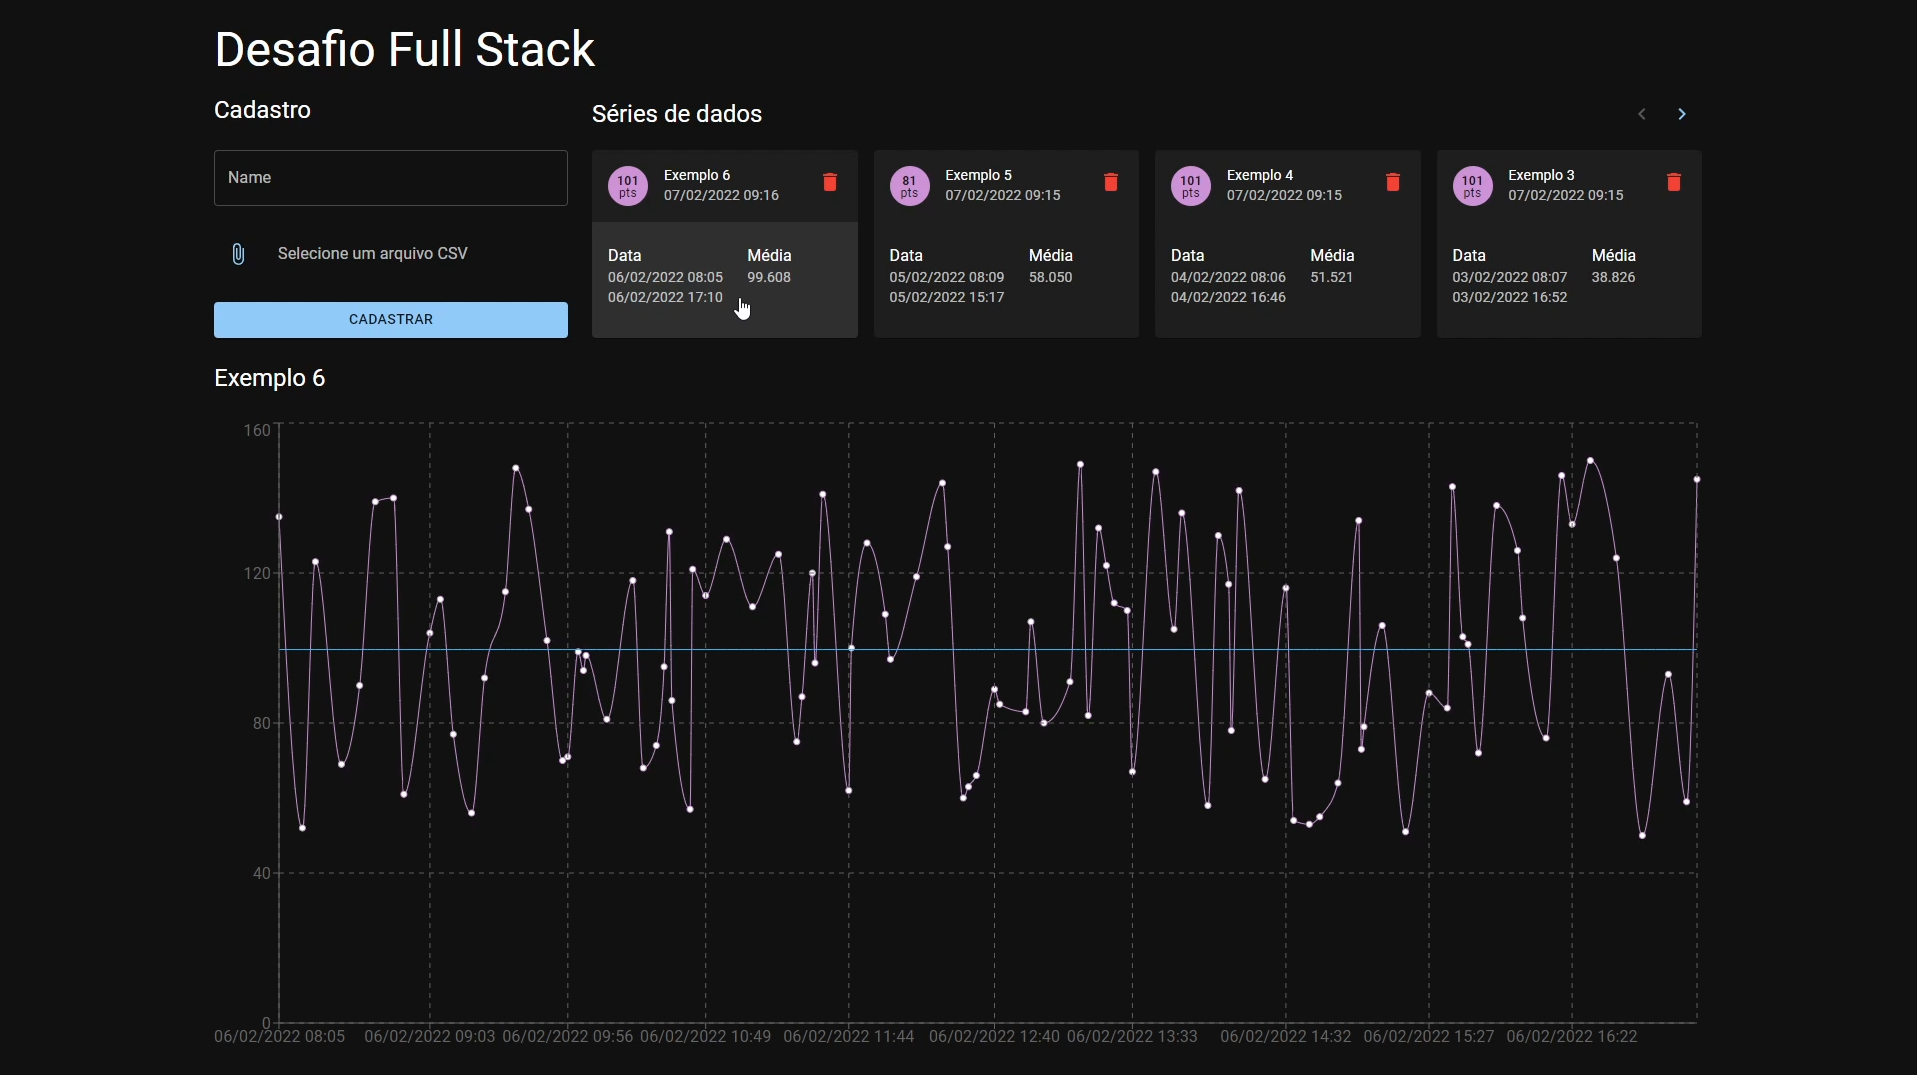 Desafio Full Stack
Cadastro
Name
Selecione um arquivo CSV
CADASTRAR
Séries de dados
101
pts
Exemplo 6
07/02/2022 09:16
Data
Média
06/02/2022 08:05
99.608
06/02/2022 17:10
81
pts
Exemplo 5
07/02/2022 09:15
Data
Média
05/02/2022 08:09
58.050
05/02/2022 15:17
101
pts
Exemplo 4
07/02/2022 09:15
Data
Média
04/02/2022 08:06
51.521
04/02/2022 16:46
101
pts
Exemplo 3
07/02/2022 09:15
Data
Média
03/02/2022 08:07
38.826
03/02/2022 16:52
Exemplo 6
160
120
80
40
0
06/02/2022 08:05 06/02/2022 09:03 06/02/2022 09:56 06/02/2022 10:49 06/02/2022 11:44 06/02/2022 12:40 06/02/2022 13:33 06/02/2022 14:32 06/02/2022 15:27 06/02/2022 16:22